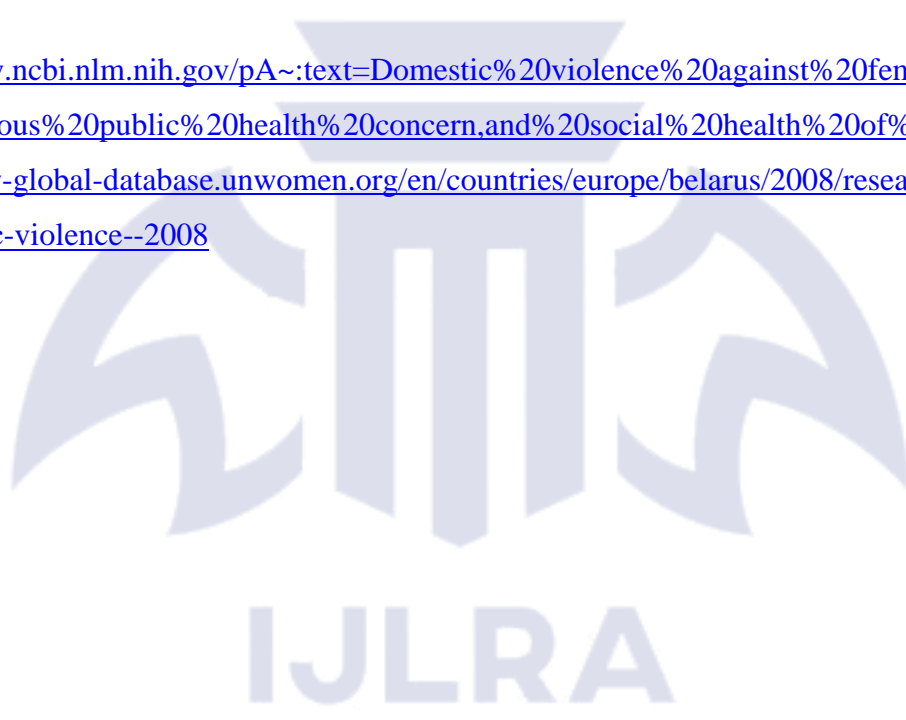 .ncbi.nlm.nih.gov/pA~:text=Domestic%20violence%20against%20fen
ous%20public%20health%20concern,and%20social%20health%20of%
-global-database.unwomen.org/en/countries/europe/belarus/2008/resea
-violence--2008
IJLRA